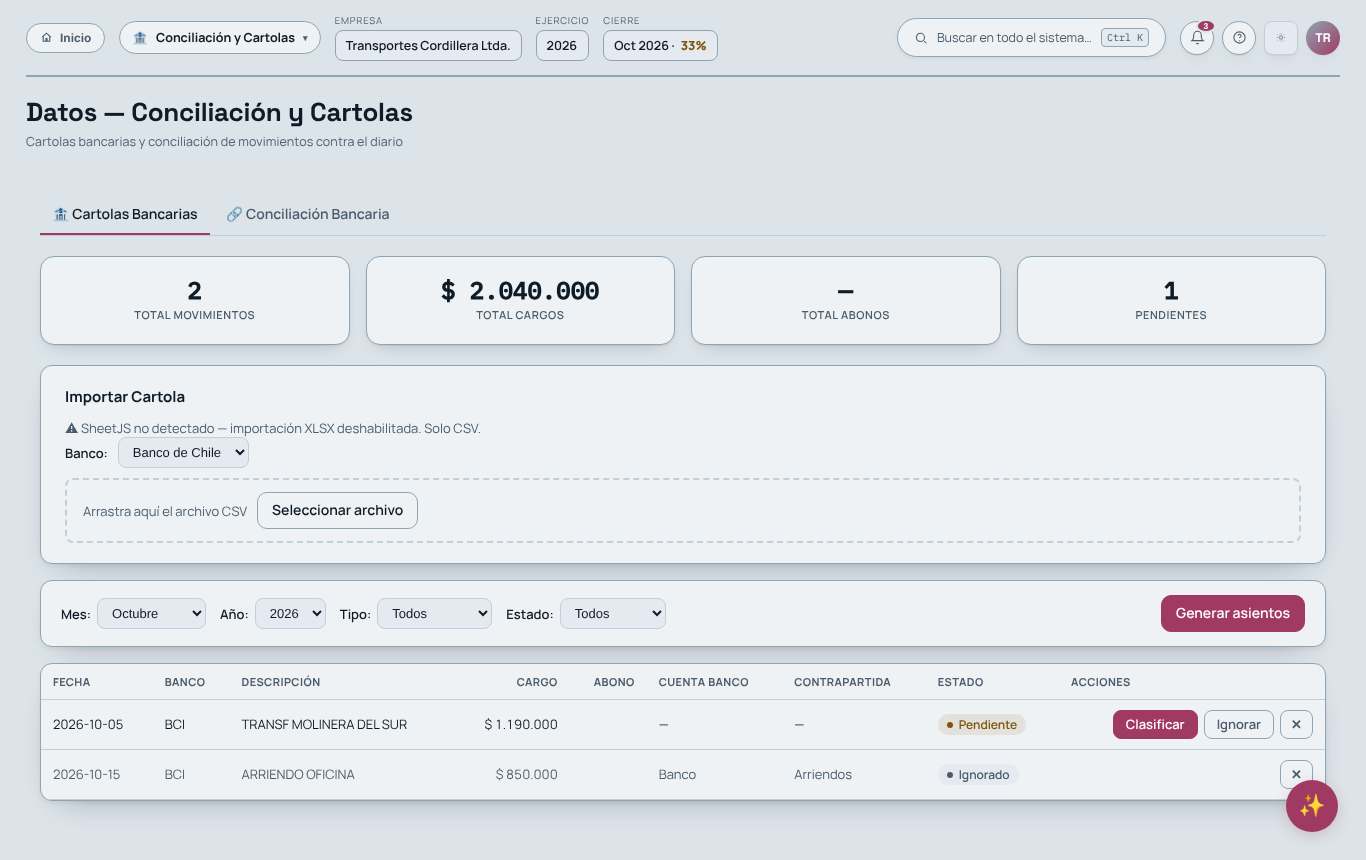 Inicio
Conciliación y Cartolas ▾
EMPRESA
Transportes Cordillera Ltda.
EJERCICIO
2026
CIERRE
Oct 2026 · 33%
Buscar en todo el sistema... Ctrl K
3
TR
Datos — Conciliación y Cartolas
Cartolas bancarias y conciliación de movimientos contra el diario
Cartolas Bancarias
Conciliación Bancaria
2
TOTAL MOVIMIENTOS
$ 2.040.000
TOTAL CARGOS
—
TOTAL ABONOS
1
PENDIENTES
Importar Cartola
⚠ SheetJS no detectado — importación XLSX deshabilitada. Solo CSV.
Banco: Banco de Chile
Arrastra aquí el archivo CSV Seleccionar archivo
Mes: Octubre Año: 2026 Tipo: Todos Estado: Todos Generar asientos
FECHA BANCO DESCRIPCIÓN CARGO ABONO CUENTA BANCO CONTRAPARTIDA ESTADO ACCIONES
2026-10-05 BCI TRANSF MOLINERA DEL SUR $ 1.190.000 — — Pendiente Clasificar Ignorar ✕
2026-10-15 BCI ARRIENDO OFICINA $ 850.000 Banco Arriendos Ignorado ✕